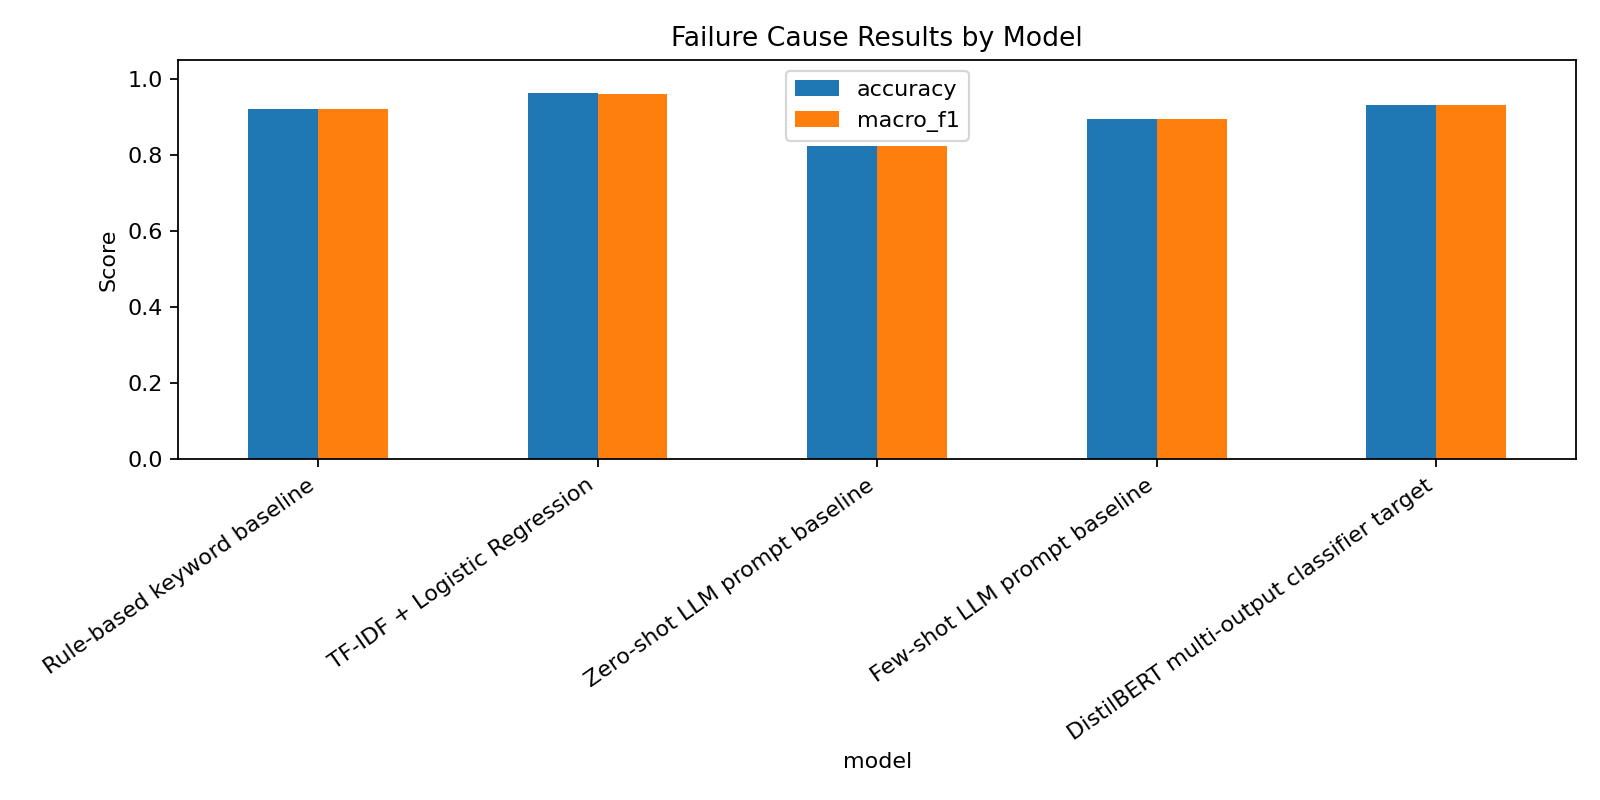 Failure Cause Results by Model
accuracy
macro_f1
Score
1.0
0.8
0.6
0.4
0.2
0.0
Rule-based keyword baseline
TF-IDF + Logistic Regression
Zero-shot LLM prompt baseline
Few-shot LLM prompt baseline
DistilBERT multi-output classifier target
model